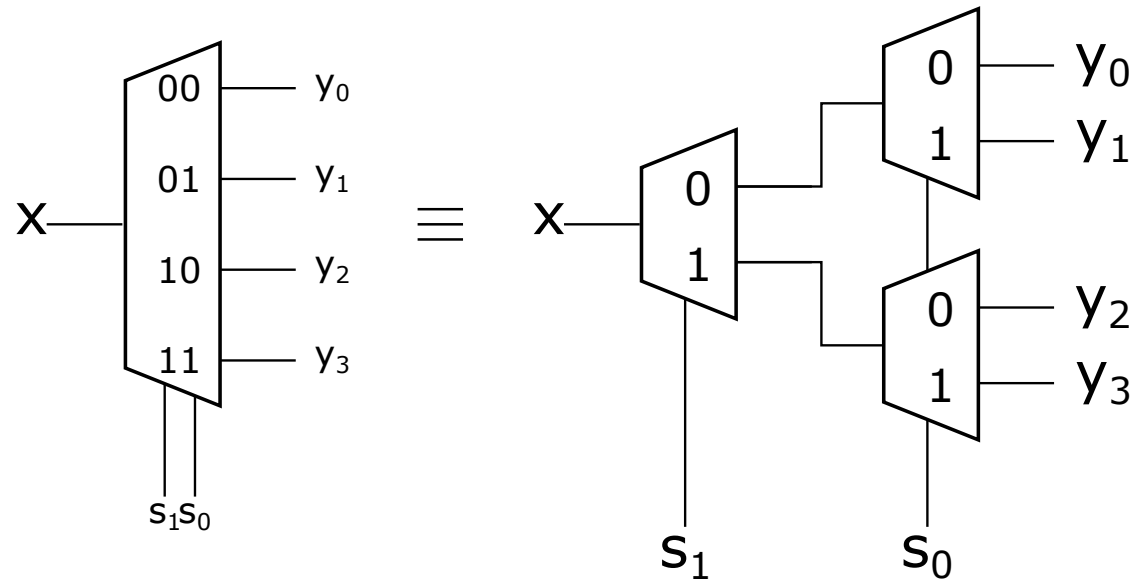 00 y₀
01 y₁
x
10 y₂
11 y₃
s₁s₀
≡
0 y₀
1 y₁
x
0
1
0 y₂
1 y₃
s₁ s₀